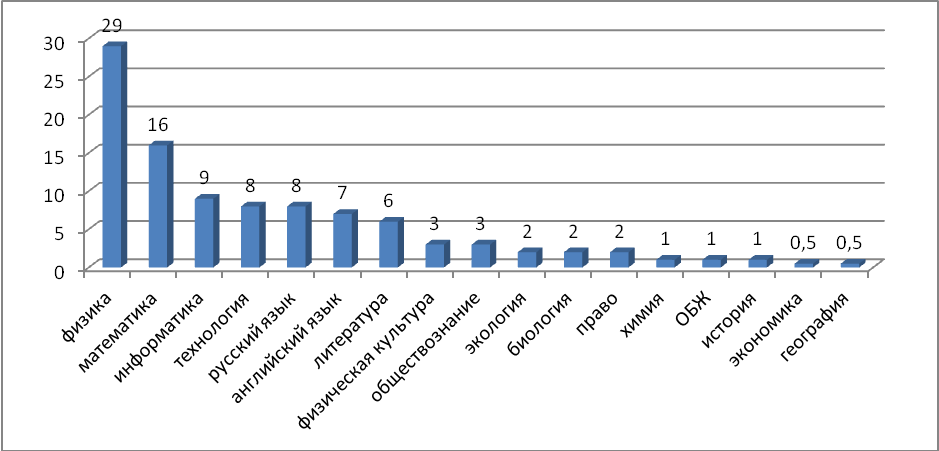 29
30
25
20
15
10
5
0
16
9
8
8
7
6
3
3
2
2
2
1
1
1
0,5
0,5
физика
математика
информатика
технология
русский язык
английский язык
литература
физическая культура
обществознание
экология
биология
право
химия
ОБЖ
история
экономика
география